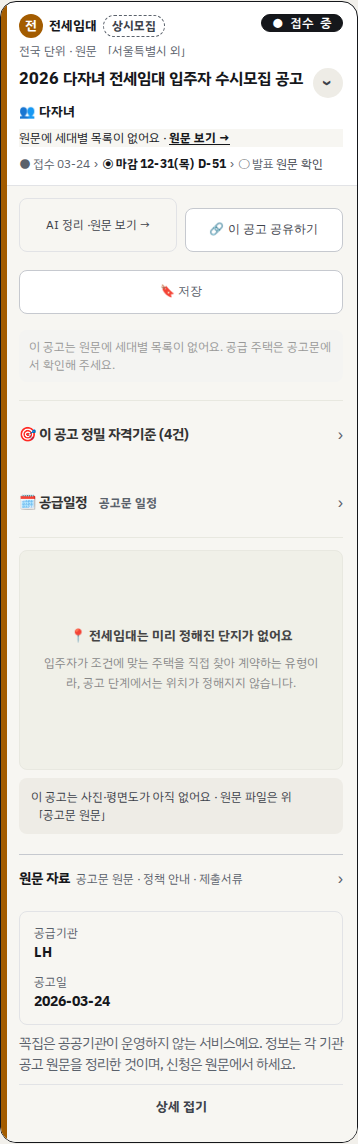 전 전세임대 상시모집 ● 접수 중
전국 단위 · 원문 「서울특별시 외」
2026 다자녀 전세임대 입주자 수시모집 공고
👥 다자녀
원문에 세대별 목록이 없어요 · 원문 보기 →
● 접수 03-24 › ◉ 마감 12-31(목) D-51 › ○ 발표 원문 확인
AI 정리 ·원문 보기 →
🔗 이 공고 공유하기
🔖 저장
이 공고는 원문에 세대별 목록이 없어요. 공급 주택은 공고문에
서 확인해 주세요.
🎯 이 공고 정밀 자격기준 (4건) ›
🗓️ 공급일정 공고문 일정 ›
📍 전세임대는 미리 정해진 단지가 없어요
입주자가 조건에 맞는 주택을 직접 찾아 계약하는 유형이
라, 공고 단계에서는 위치가 정해지지 않습니다.
이 공고는 사진·평면도가 아직 없어요 · 원문 파일은 위
「공고문 원문」
원문 자료 공고문 원문 · 정책 안내 · 제출서류 ›
공급기관
LH
공고일
2026-03-24
꼭집은 공공기관이 운영하지 않는 서비스예요. 정보는 각 기관
공고 원문을 정리한 것이며, 신청은 원문에서 하세요.
상세 접기